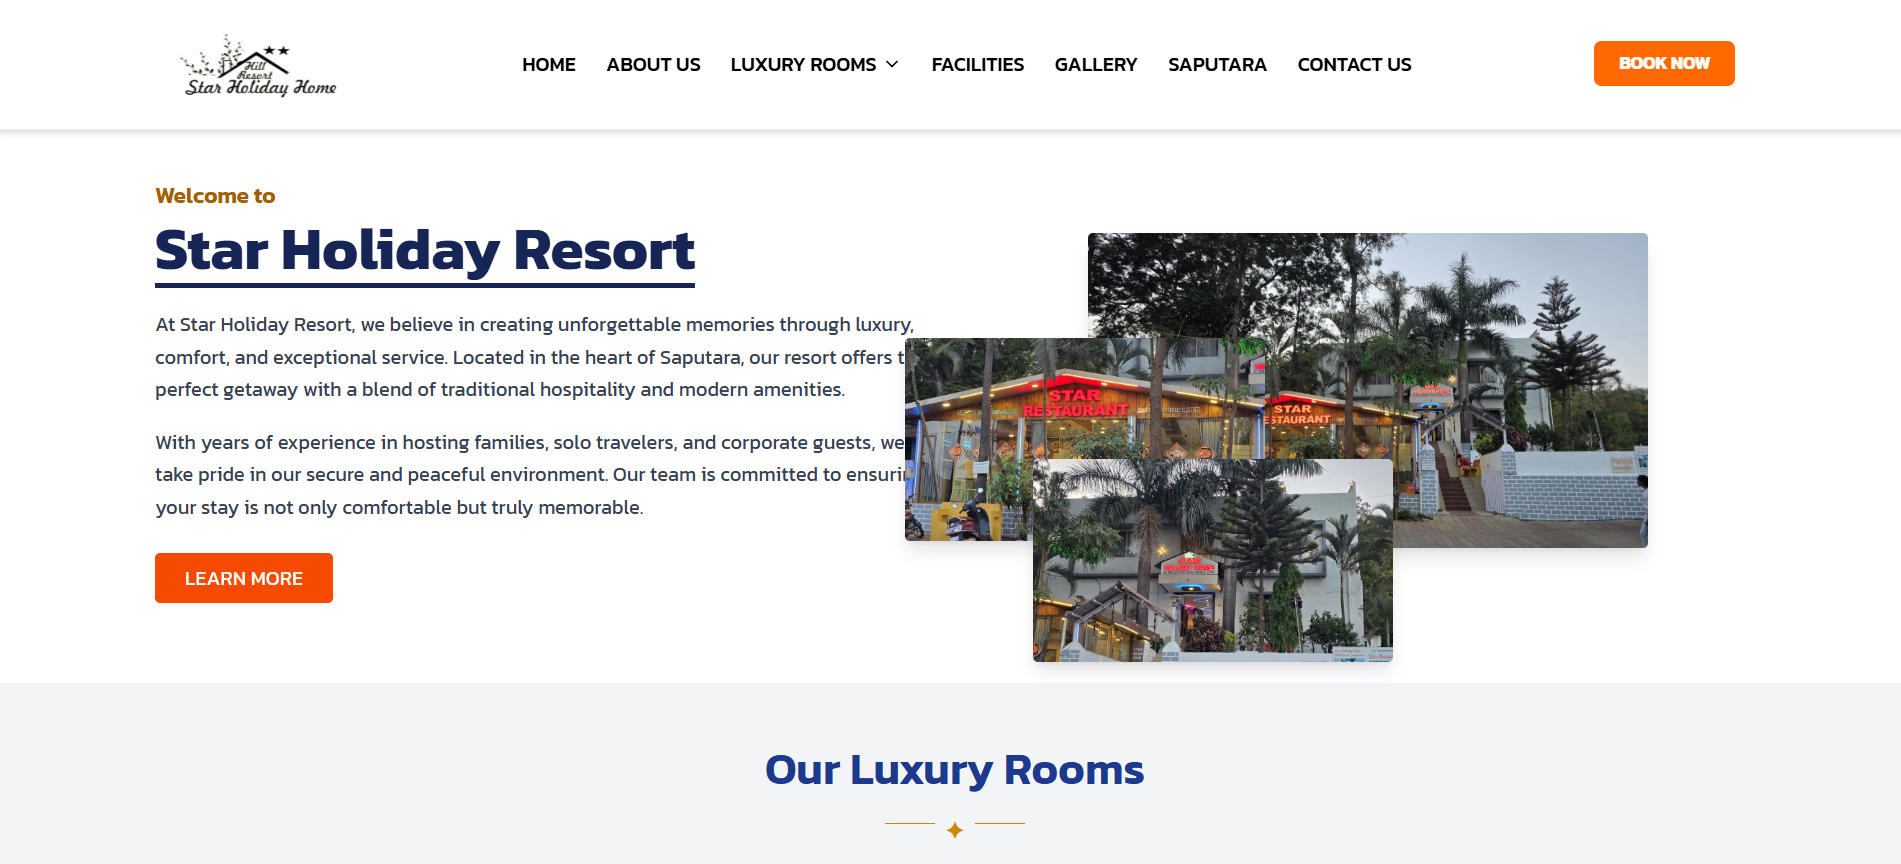 Hill
Resort
Star Holiday Home
HOME ABOUT US LUXURY ROOMS FACILITIES GALLERY SAPUTARA CONTACT US
BOOK NOW
Welcome to
Star Holiday Resort
At Star Holiday Resort, we believe in creating unforgettable memories through luxury,
comfort, and exceptional service. Located in the heart of Saputara, our resort offers
perfect getaway with a blend of traditional hospitality and modern amenities.
With years of experience in hosting families, solo travelers, and corporate guests, we
take pride in our secure and peaceful environment. Our team is committed to
your stay is not only comfortable but truly memorable.
LEARN MORE
STAR
RESTAURANT
STAR
STAR
Our Luxury Rooms